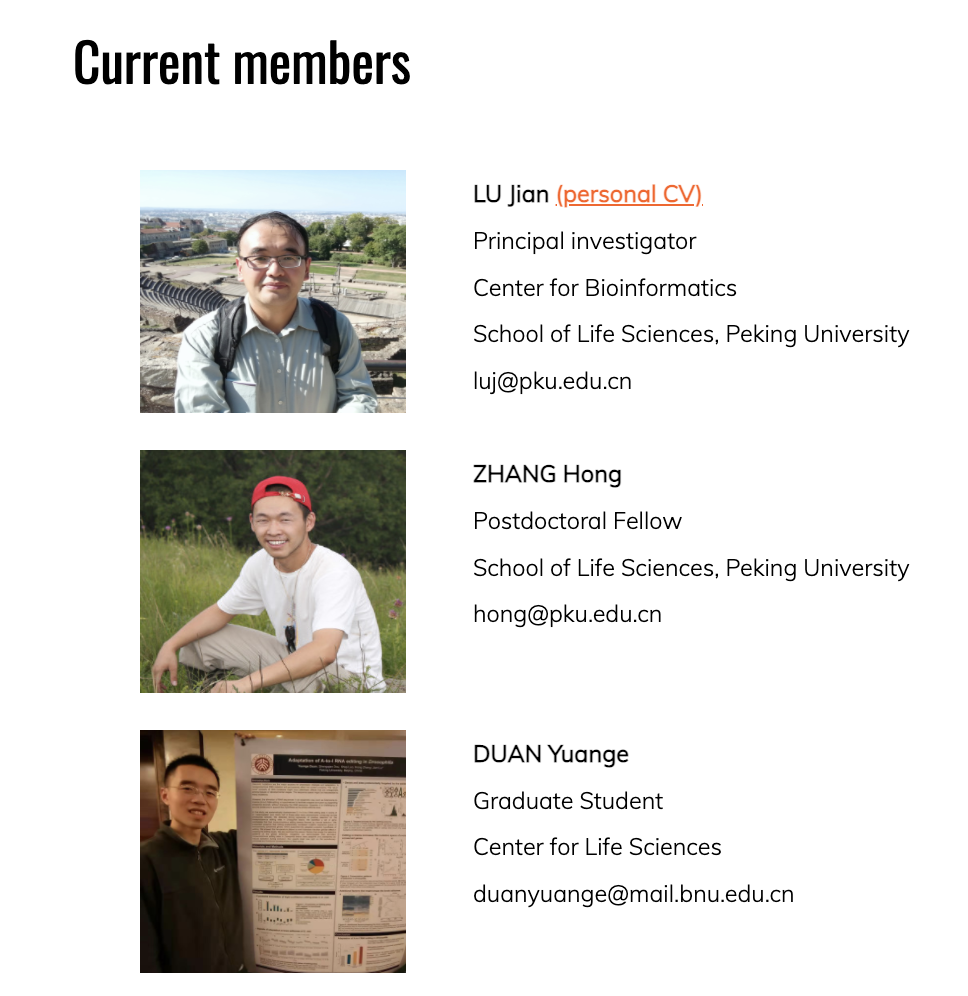 Current members
LU Jian (personal CV)
Principal investigator
Center for Bioinformatics
School of Life Sciences, Peking University
luj@pku.edu.cn
ZHANG Hong
Postdoctoral Fellow
School of Life Sciences, Peking University
hong@pku.edu.cn
Adaptation of A-to-I RNA editing in Drosophila
DUAN Yuange
Graduate Student
Center for Life Sciences
duanyuange@mail.bnu.edu.cn